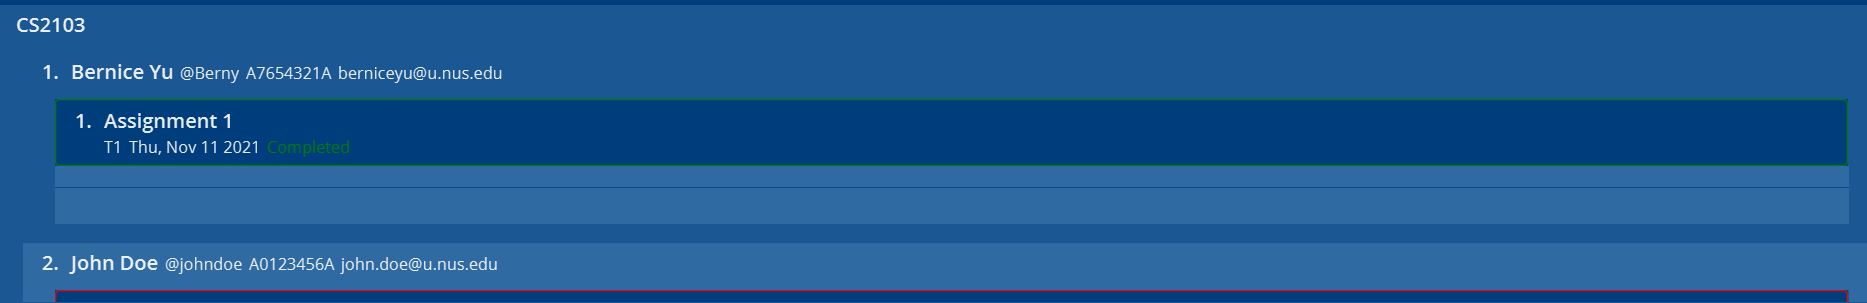 CS2103
1. Bernice Yu @Berny A7654321A berniceyu@u.nus.edu
1. Assignment 1
T1 Thu, Nov 11 2021 Completed
2. John Doe @johndoe A0123456A john.doe@u.nus.edu